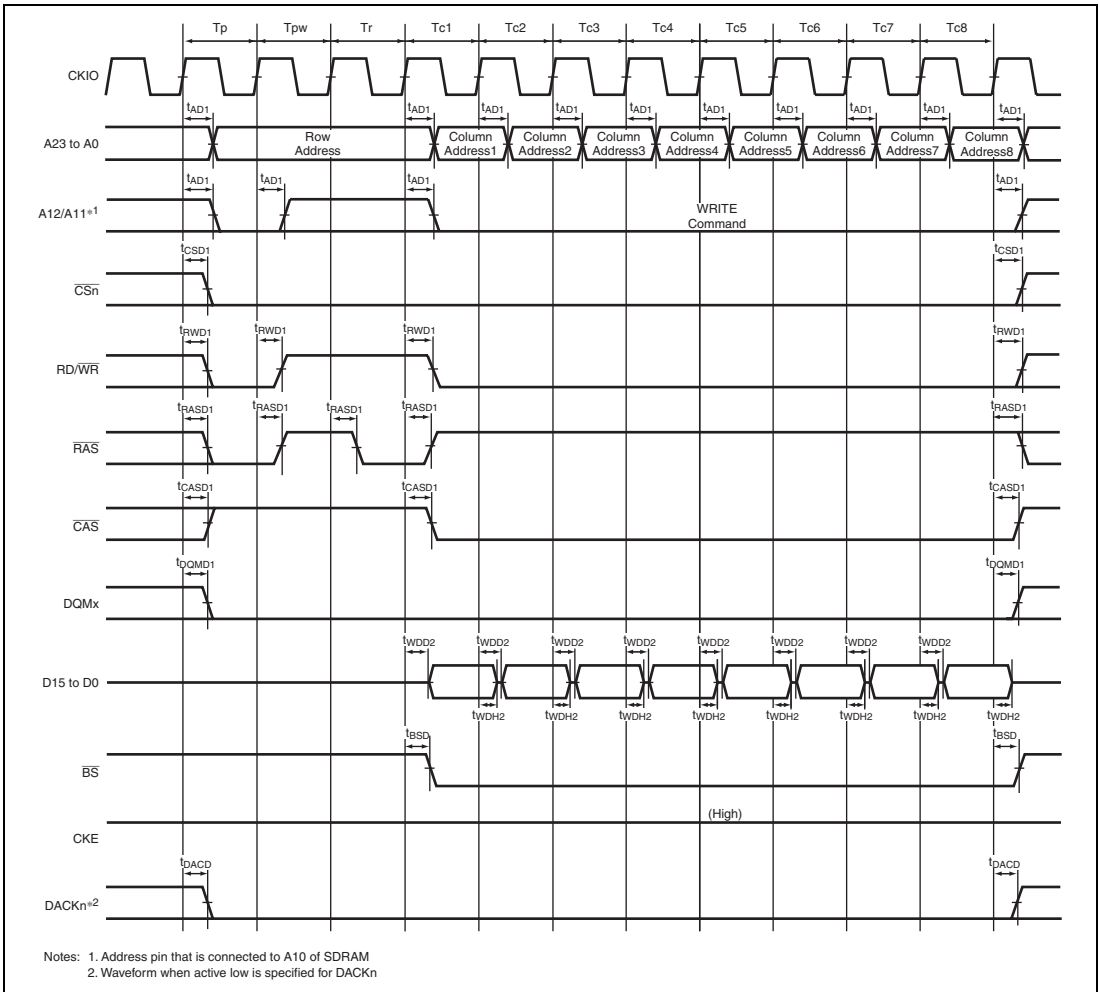 Tp Tpw Tr Tc1 Tc2 Tc3 Tc4 Tc5 Tc6 Tc7 Tc8
CKIO
tAD1 tAD1 tAD1 tAD1 tAD1 tAD1 tAD1 tAD1 tAD1 tAD1
A23 to A0
Row
Address
Column
Address1
Column
Address2
Column
Address3
Column
Address4
Column
Address5
Column
Address6
Column
Address7
Column
Address8
tAD1 tAD1 tAD1 tAD1
A12/A11*1
WRITE
Command
tCSD1 tCSD1
CSn
tRWD1 tRWD1 tRWD1 tRWD1
RD/WR
tRASD1 tRASD1 tRASD1 tRASD1 tRASD1
RAS
tCASD1 tCASD1 tCASD1
CAS
tDQMD1 tDQMD1
DQMx
tWDD2 tWDD2 tWDD2 tWDD2 tWDD2 tWDD2 tWDD2 tWDD2
D15 to D0
tWDH2 tWDH2 tWDH2 tWDH2 tWDH2 tWDH2 tWDH2 tWDH2
tBSD tBSD
BS
(High)
CKE
tDACD tDACD
DACKn*2
Notes: 1. Address pin that is connected to A10 of SDRAM
2. Waveform when active low is specified for DACKn